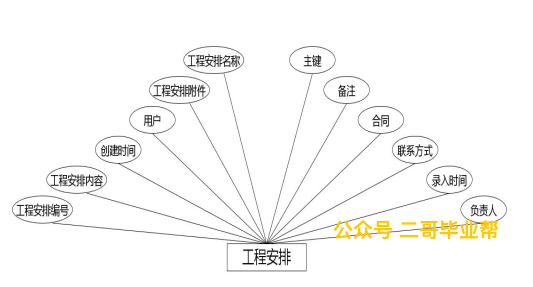 工程安排名称
主键
工程安排附件
备注
用户
合同
创建时间
联系方式
工程安排内容
录入时间
工程安排编号
负责人
公众号 二哥毕业帮
工程安排